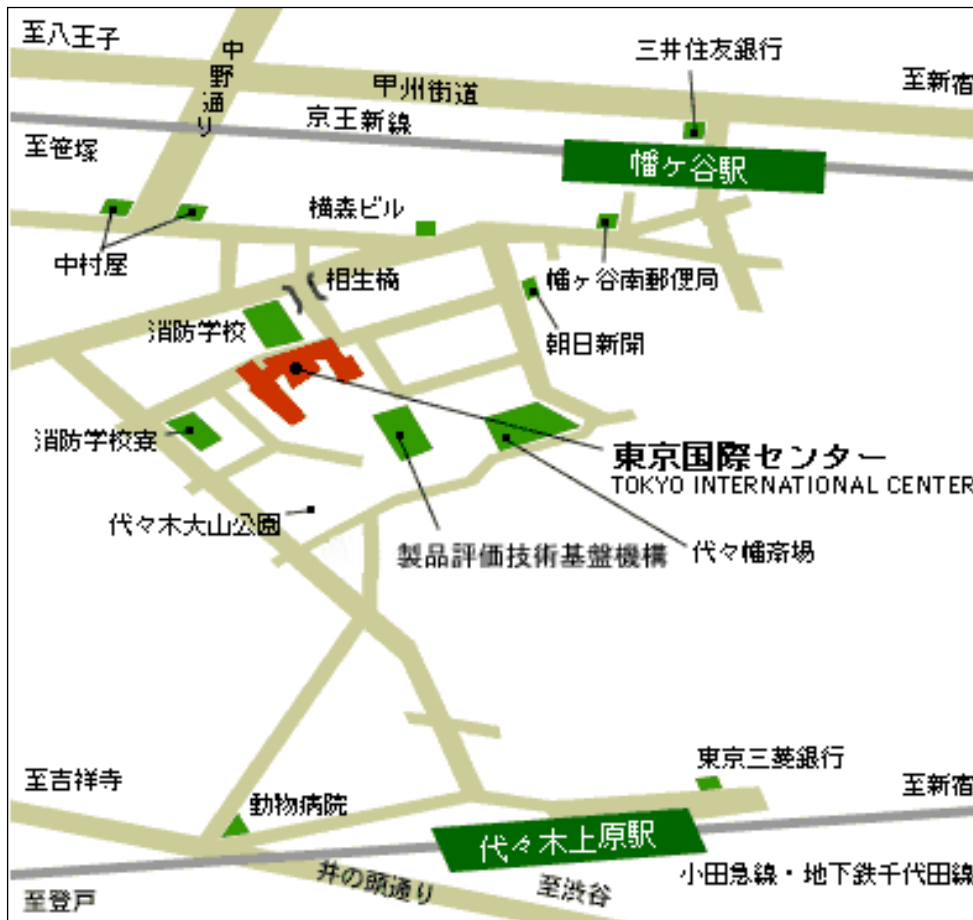 至八王子
中野通り
三井住友銀行
甲州街道
至新宿
京王新線
至笹塚
幡ヶ谷駅
横森ビル
中村屋
相生橋
幡ヶ谷南郵便局
消防学校
朝日新聞
消防学校寮
東京国際センター
TOKYO INTERNATIONAL CENTER
代々木大山公園
製品評価技術基盤機構
代々幡斎場
東京三菱銀行
至吉祥寺
至新宿
動物病院
代々木上原駅
井の頭通り
至渋谷
小田急線・地下鉄千代田線
至登戸